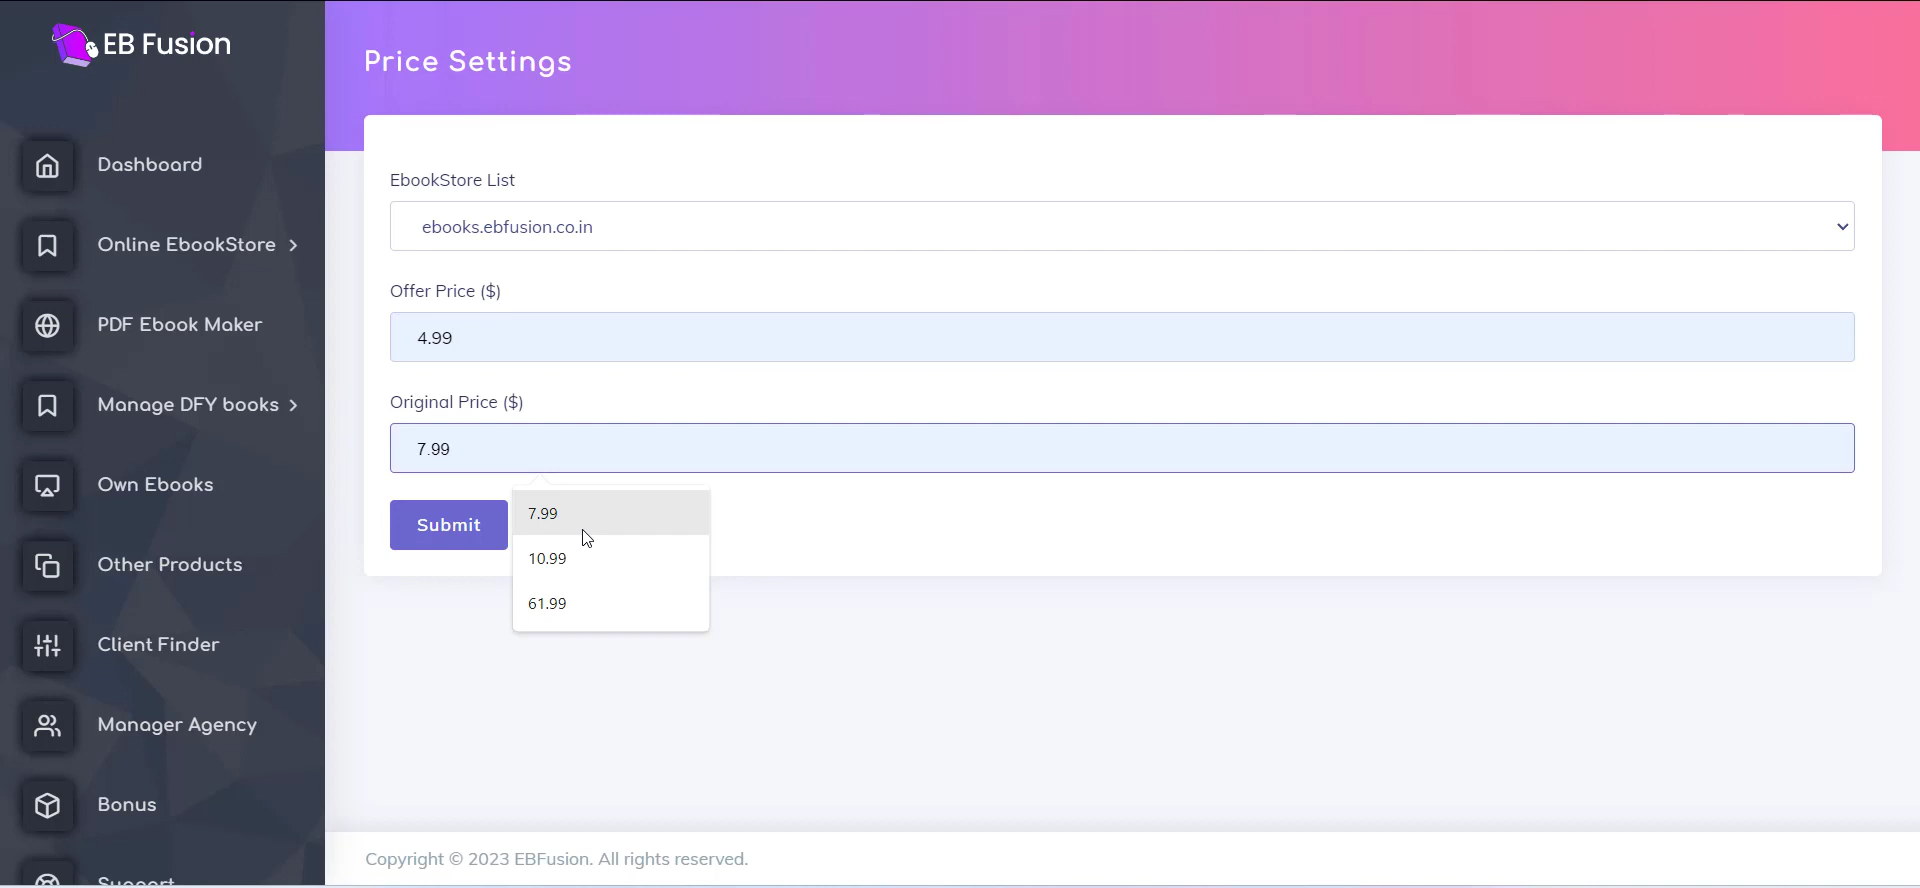 EB Fusion
Price Settings
Dashboard
Online EbookStore
PDF Ebook Maker
Manage DFY books
Own Ebooks
Other Products
Client Finder
Manager Agency
Bonus
Support
EbookStore List
ebooks.ebfusion.co.in
Offer Price ($)
4.99
Original Price ($)
7.99
Submit
7.99
10.99
61.99
Copyright © 2023 EBFusion. All rights reserved.